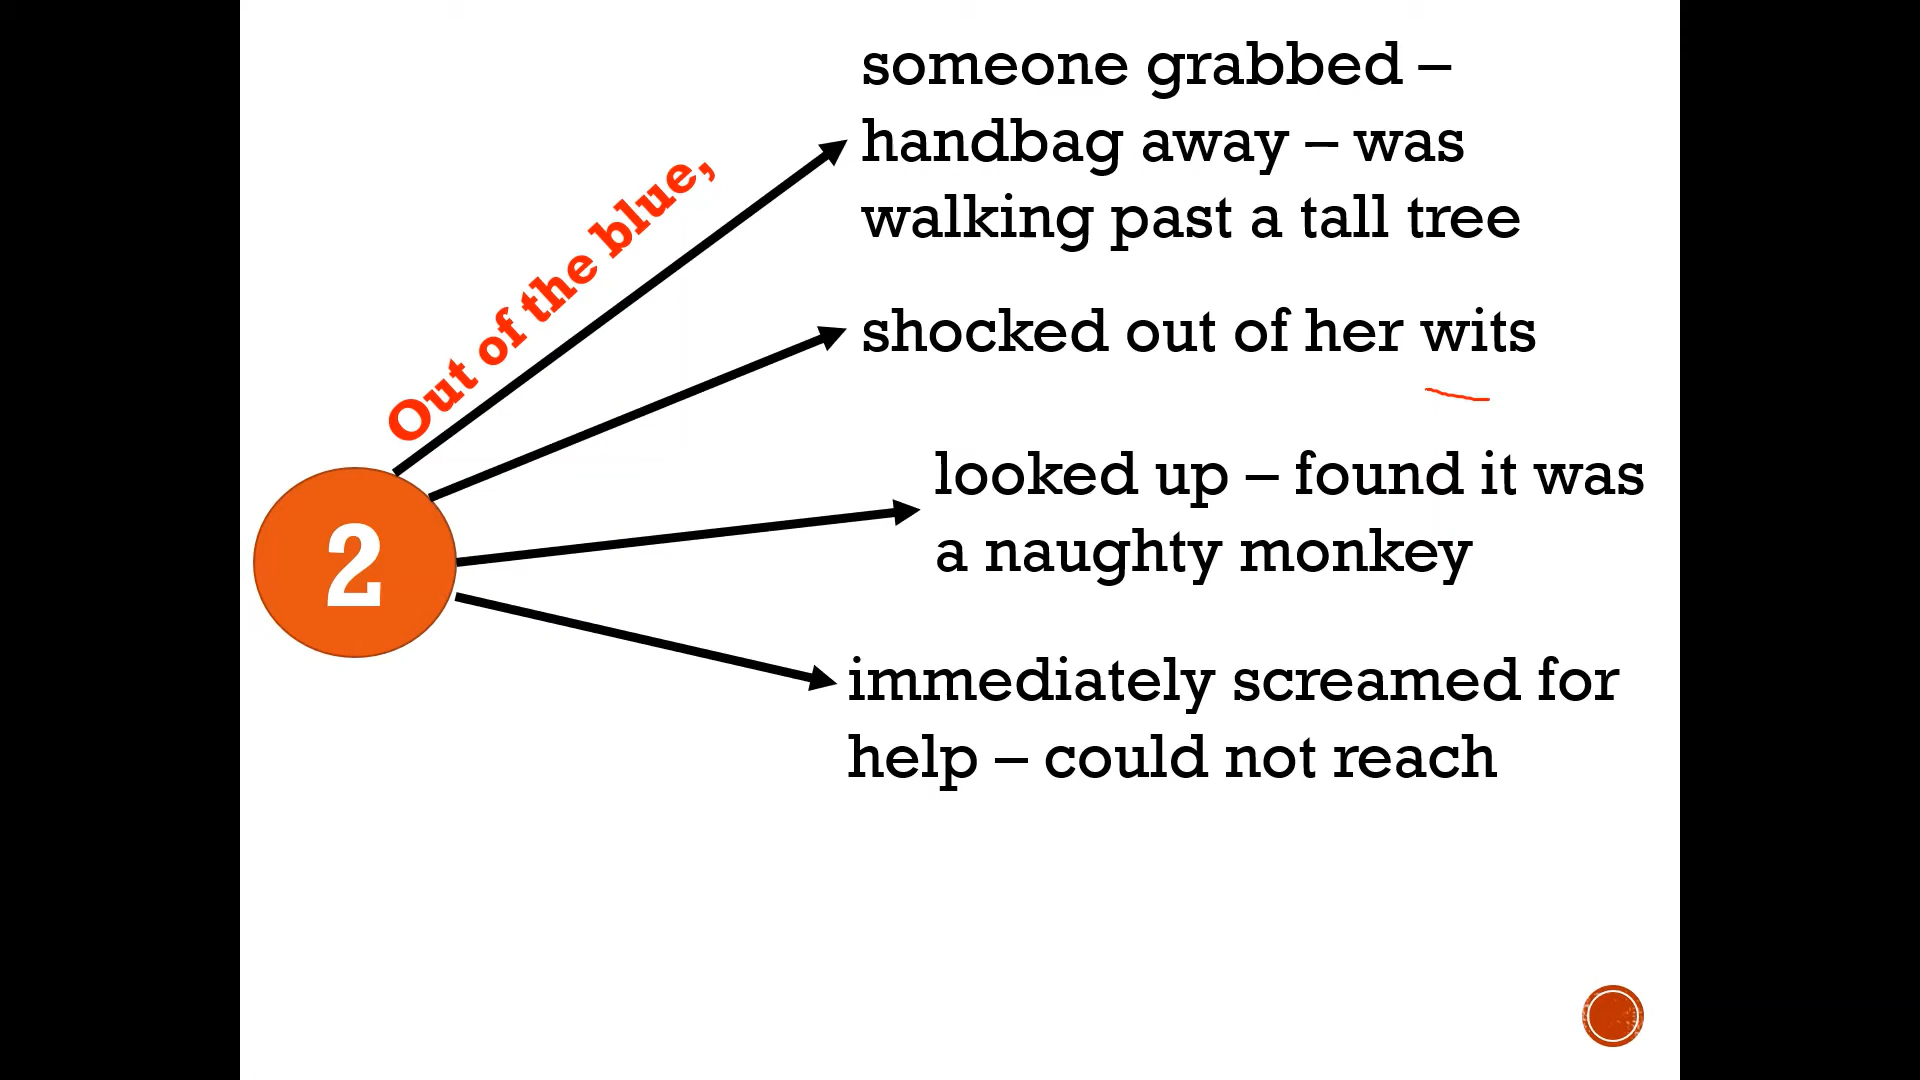 Out of the blue,
2
someone grabbed –
handbag away – was
walking past a tall tree
shocked out of her wits
looked up – found it was
a naughty monkey
immediately screamed for
help – could not reach